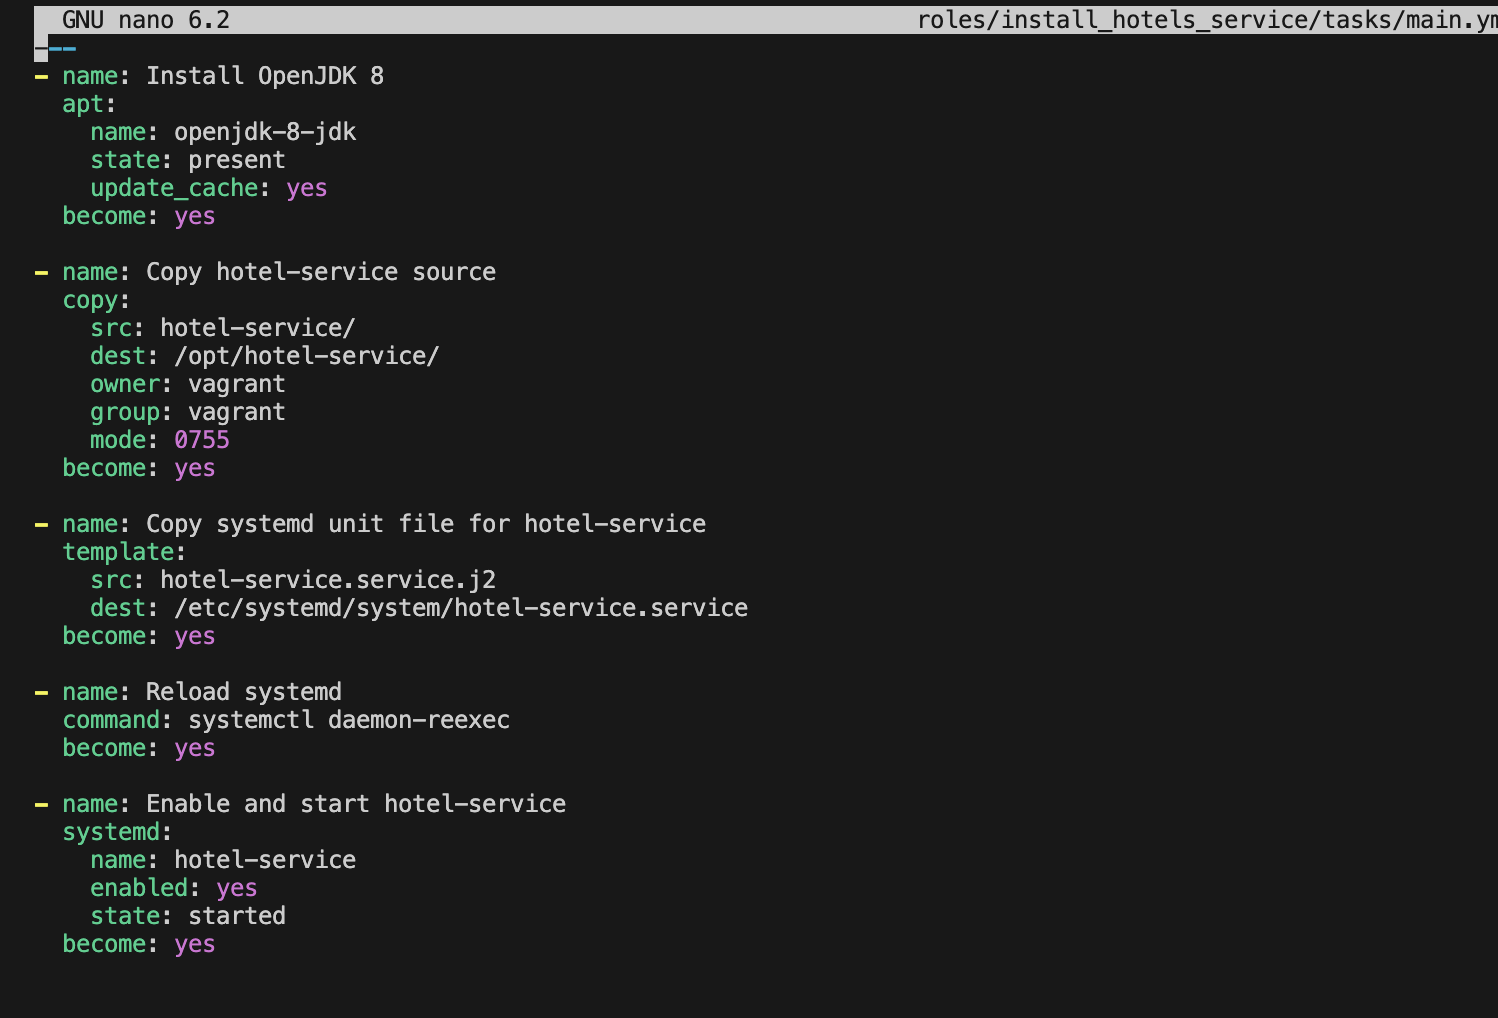 GNU nano 6.2 roles/install_hotels_service/tasks/main.ym
---
- name: Install OpenJDK 8
  apt:
    name: openjdk-8-jdk
    state: present
    update_cache: yes
  become: yes

- name: Copy hotel-service source
  copy:
    src: hotel-service/
    dest: /opt/hotel-service/
    owner: vagrant
    group: vagrant
    mode: 0755
  become: yes

- name: Copy systemd unit file for hotel-service
  template:
    src: hotel-service.service.j2
    dest: /etc/systemd/system/hotel-service.service
  become: yes

- name: Reload systemd
  command: systemctl daemon-reexec
  become: yes

- name: Enable and start hotel-service
  systemd:
    name: hotel-service
    enabled: yes
    state: started
  become: yes